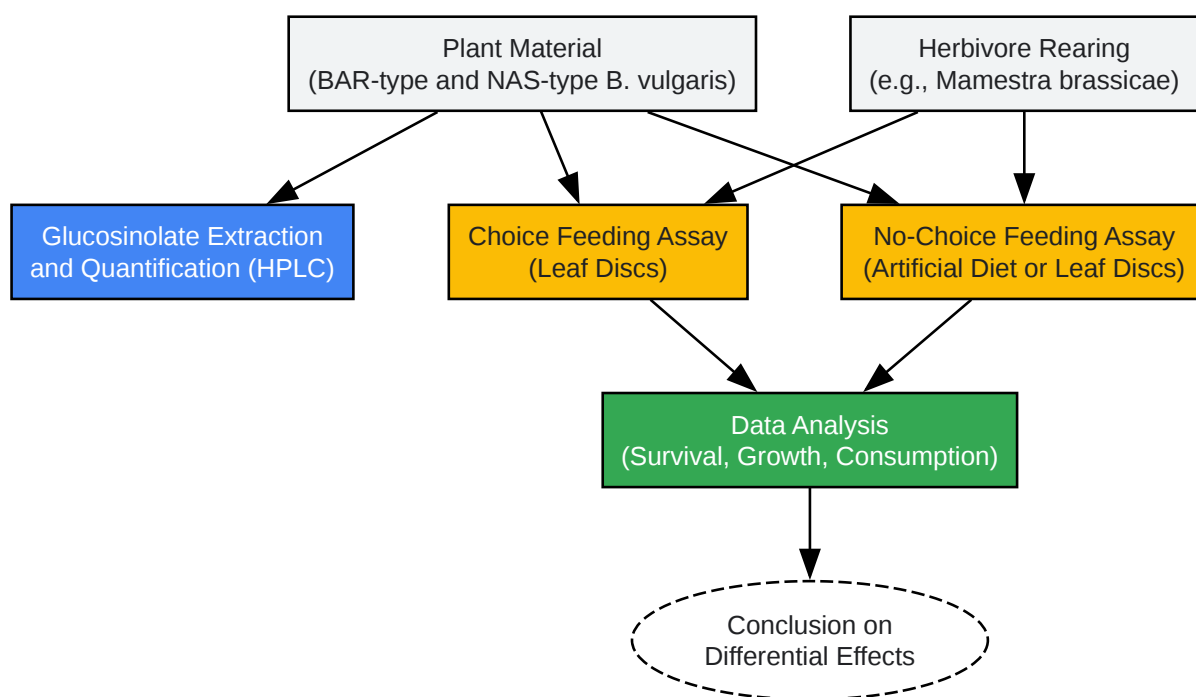 Plant Material
(BAR-type and NAS-type B. vulgaris)
Herbivore Rearing
(e.g., Mamestra brassicae)
Glucosinolate Extraction
and Quantification (HPLC)
Choice Feeding Assay
(Leaf Discs)
No-Choice Feeding Assay
(Artificial Diet or Leaf Discs)
Data Analysis
(Survival, Growth, Consumption)
Conclusion on
Differential Effects